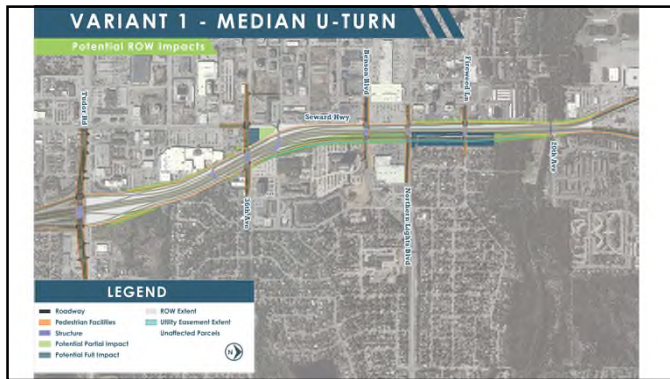 VARIANT 1 - MEDIAN U-TURN
Potential ROW Impacts
Tudor Rd
36th Ave
Seward Hwy
Benson Blvd
Northern Lights Blvd
Fireweed Ln
20th Ave
LEGEND
Roadway
Pedestrian Facilities
Structure
Potential Partial Impact
Potential Full Impact
ROW Extent
Utility Easement Extent
Unaffected Parcels
N